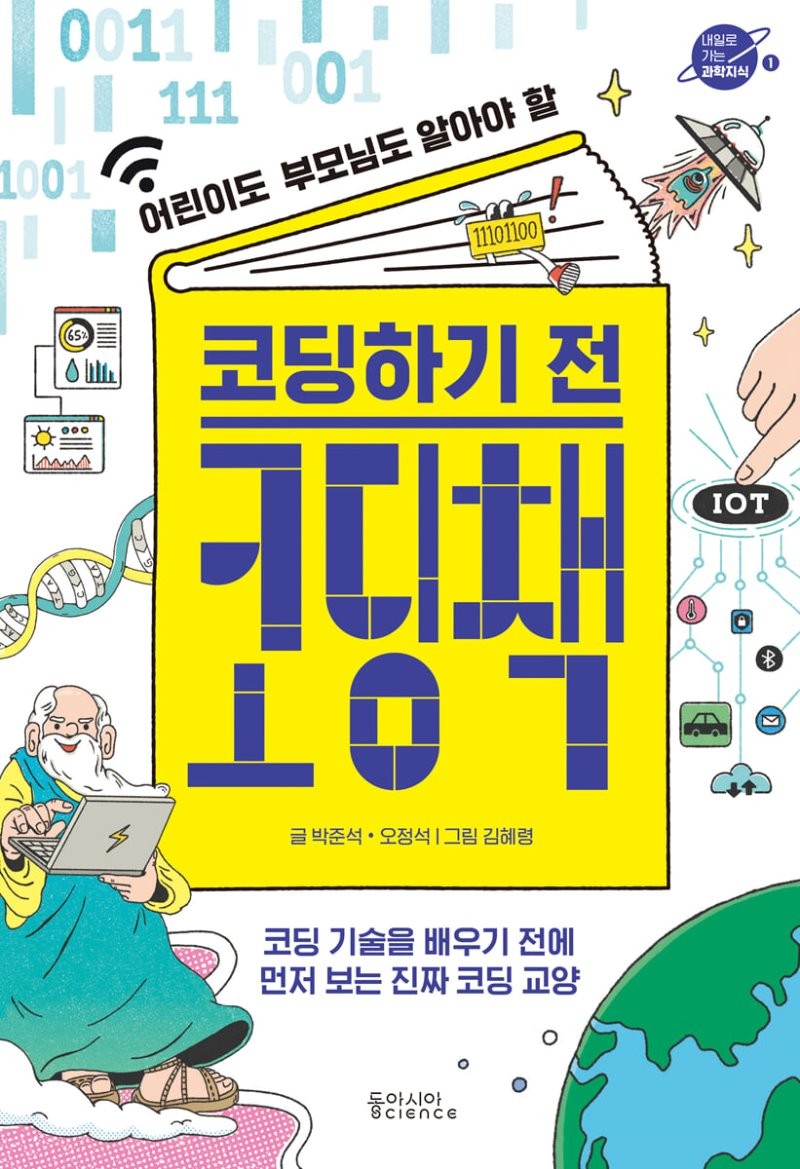 0011
001
111
1001
내일로
가는
과학지식
1
어린이도 부모님도 알아야 할
11101100
!
65%
코딩하기 전
코딩책
IOT
글 박준석 • 오정석 | 그림 김혜령
코딩 기술을 배우기 전에
먼저 보는 진짜 코딩 교양
동아시아
science